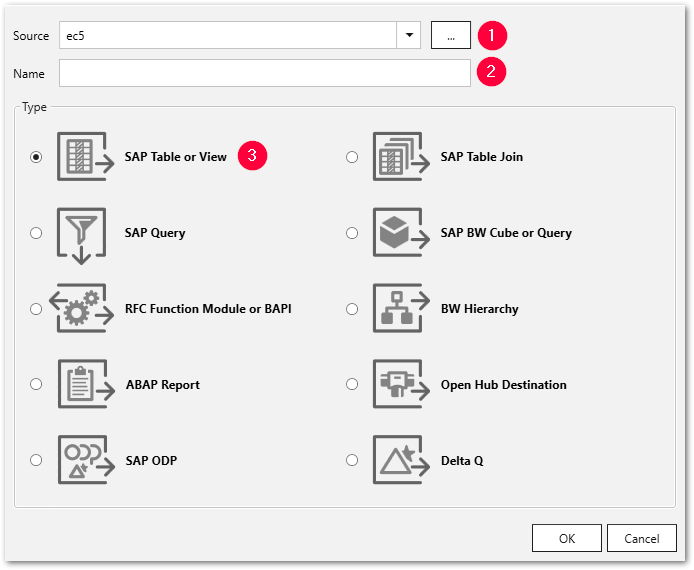 Source ec5 ... 1
Name 2
Type
SAP Table or View 3 SAP Table Join
SAP Query SAP BW Cube or Query
RFC Function Module or BAPI BW Hierarchy
ABAP Report Open Hub Destination
SAP ODP Delta Q
OK Cancel